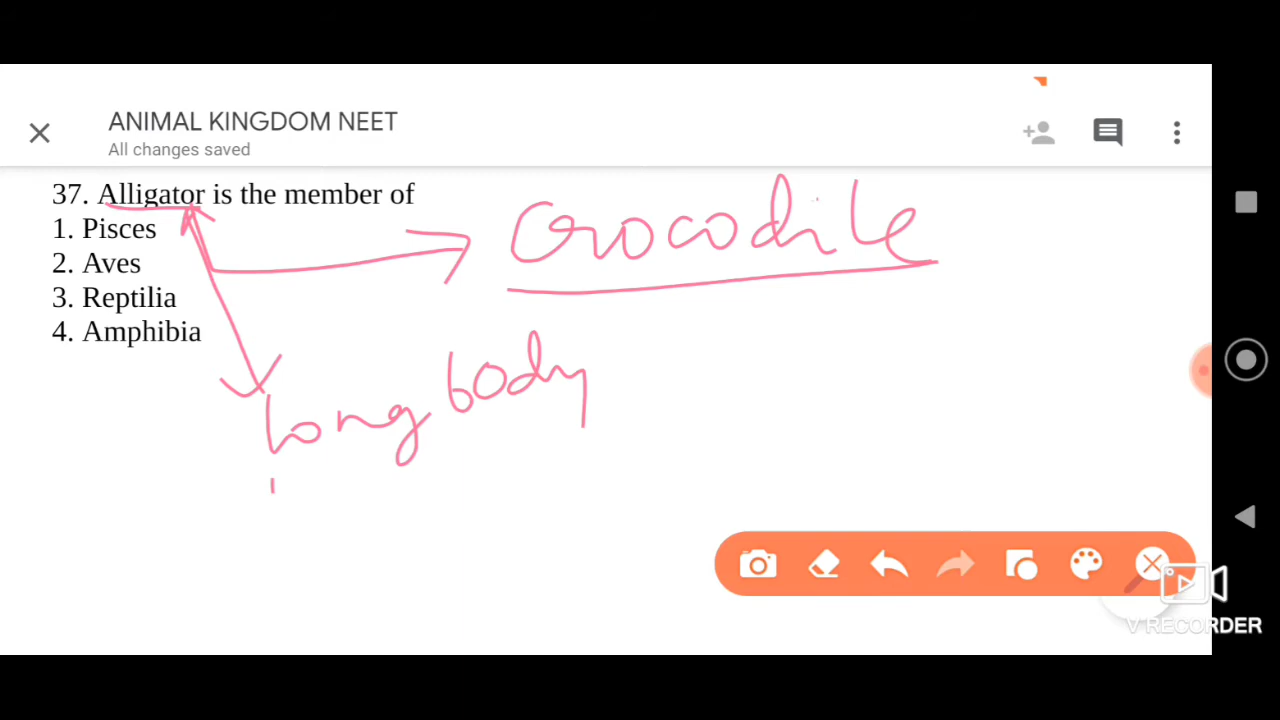 ANIMAL KINGDOM NEET
All changes saved
37. Alligator is the member of
1. Pisces
2. Aves
3. Reptilia
4. Amphibia
Crocodile
long body
V RECORDER